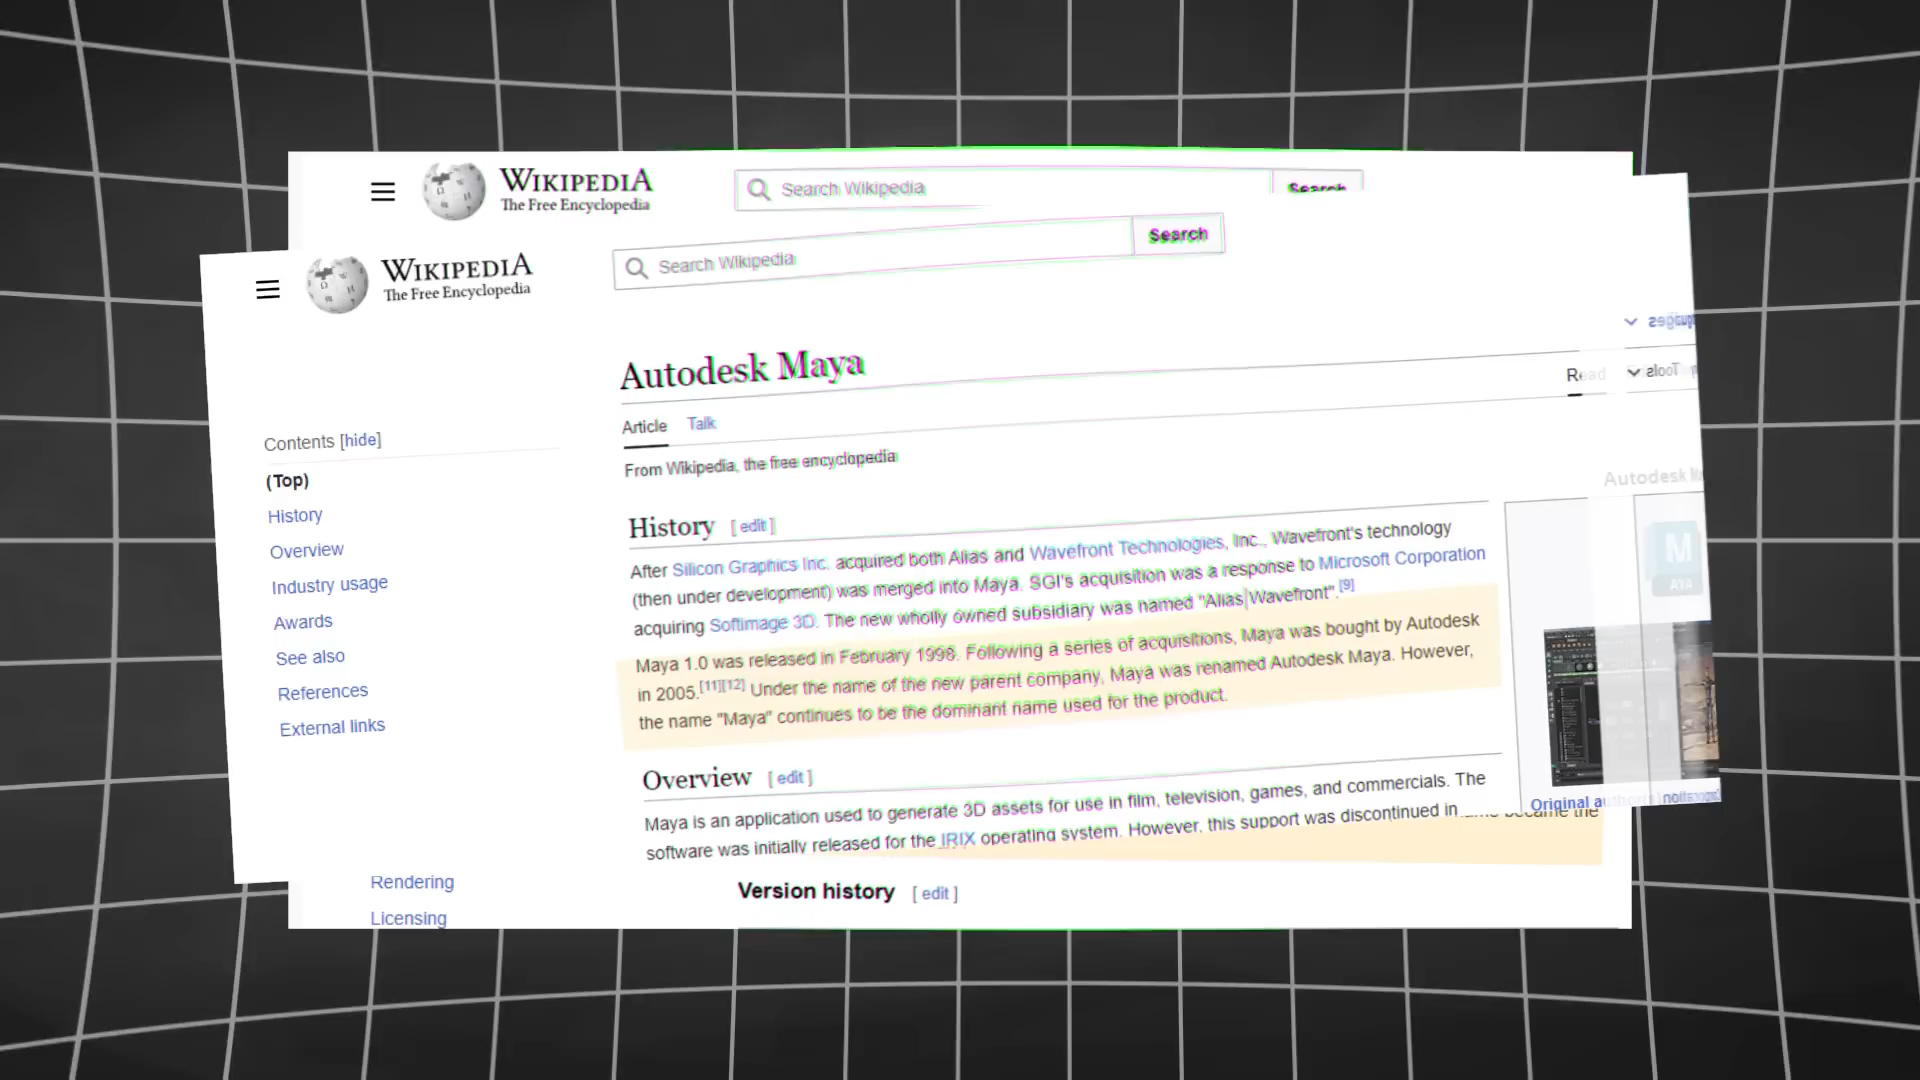 WIKIPEDIA
The Free Encyclopedia
Search Wikipedia
Search
WIKIPEDIA
The Free Encyclopedia
Search Wikipedia
Search
Autodesk Maya
Article Talk
Read
Tools
From Wikipedia, the free encyclopedia
Contents [hide]
(Top)
History
Overview
Industry usage
Awards
See also
References
External links
History [ edit ]
After Silicon Graphics Inc. acquired both Alias and Wavefront Technologies, Inc., Wavefront's technology
(then under development) was merged into Maya. SGI's acquisition was a response to Microsoft Corporation
acquiring Softimage 3D. The new wholly owned subsidiary was named "Alias|Wavefront".[9]
Maya 1.0 was released in February 1998. Following a series of acquisitions, Maya was bought by Autodesk
in 2005.[11][12] Under the name of the new parent company, Maya was renamed Autodesk Maya. However,
the name "Maya" continues to be the dominant name used for the product.
Overview [ edit ]
Maya is an application used to generate 3D assets for use in film, television, games, and commercials. The
software was initially released for the IRIX operating system. However, this support was discontinued in
Autodesk
M
Original
became the
Rendering
Licensing
Version history [ edit ]